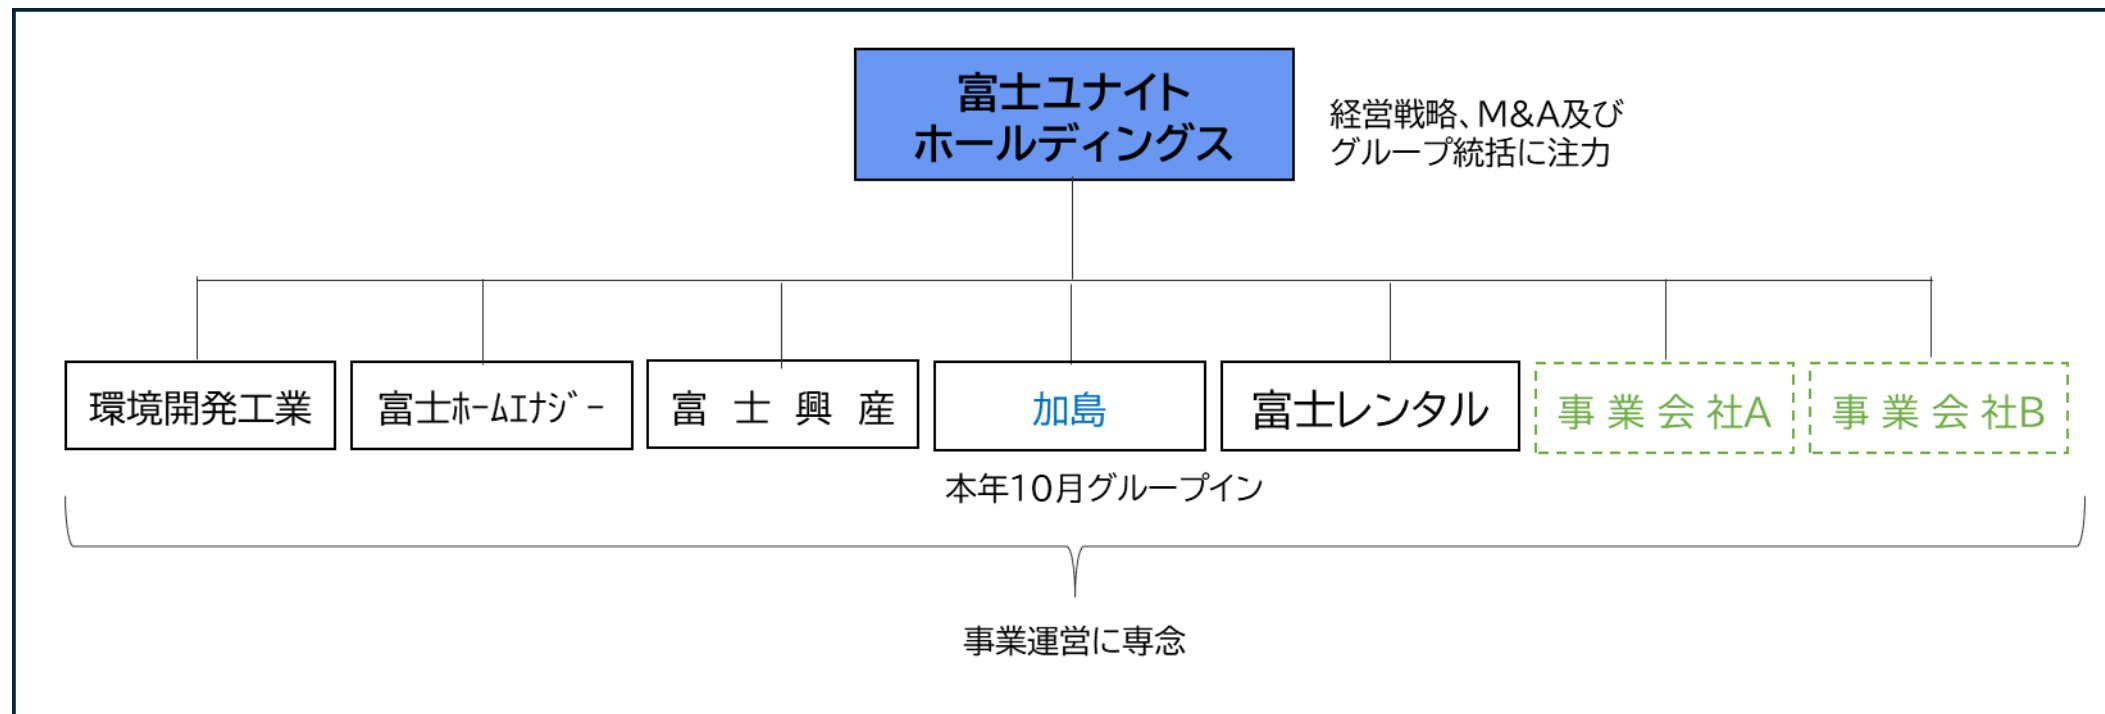 富士ユナイト
ホールディングス
経営戦略、M&A及び
グループ統括に注力
環境開発工業
富士ﾎｰﾑｴﾅｼﾞｰ
富 士 興 産
加島
富士レンタル
事 業 会 社A
事 業 会 社B
本年10月グループイン
事業運営に専念